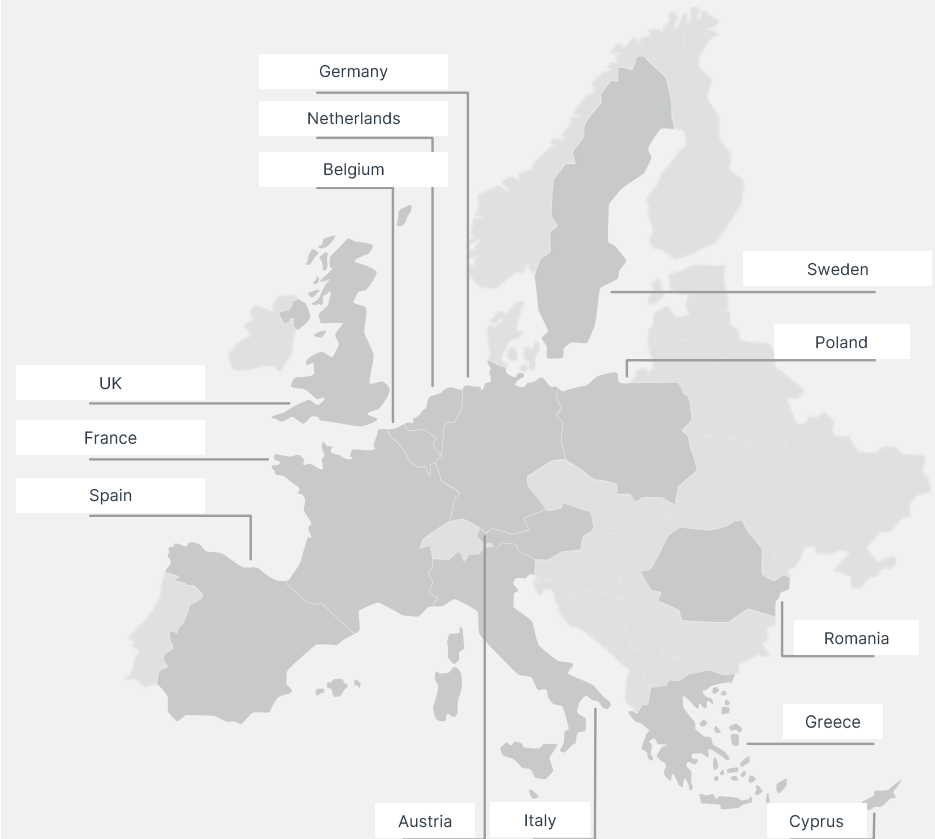 Germany
Netherlands
Belgium
Sweden
Poland
UK
France
Spain
Romania
Greece
Austria
Italy
Cyprus